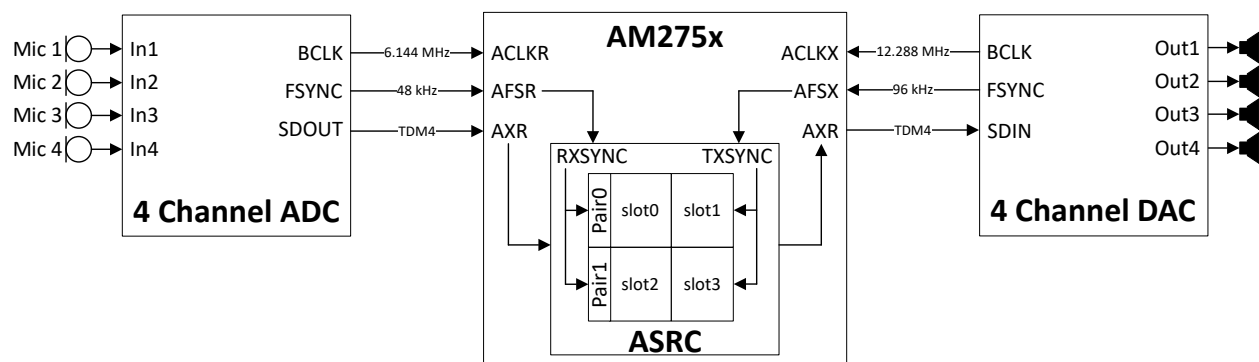 Mic 1
Mic 2
Mic 3
Mic 4
In1
In2
In3
In4
BCLK
FSYNC
SDOUT
4 Channel ADC
6.144 MHz
48 kHz
TDM4
AM275x
ACLKR
AFSR
AXR
ACLKX
AFSX
AXR
RXSYNC
TXSYNC
Pair0
slot0
slot1
Pair1
slot2
slot3
ASRC
12.288 MHz
96 kHz
TDM4
BCLK
FSYNC
SDIN
Out1
Out2
Out3
Out4
4 Channel DAC